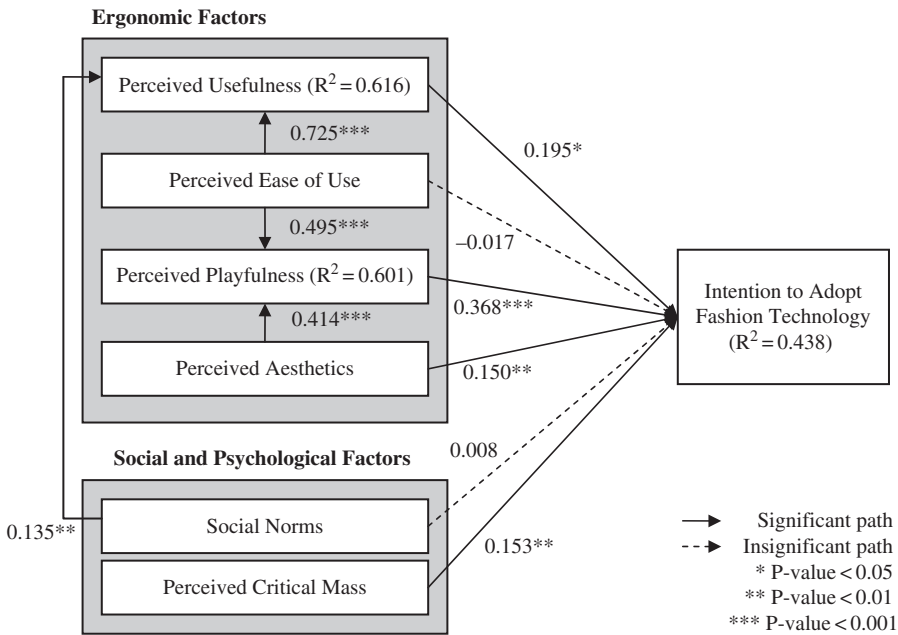 Ergonomic Factors
Perceived Usefulness (R² = 0.616)
0.725***
0.195*
Perceived Ease of Use
0.495***
–0.017
Perceived Playfulness (R² = 0.601)
0.368***
0.414***
Perceived Aesthetics
0.150**
Intention to Adopt
Fashion Technology
(R² = 0.438)
0.008
Social and Psychological Factors
0.135**
Social Norms
0.153**
Perceived Critical Mass
Significant path
Insignificant path
* P-value < 0.05
** P-value < 0.01
*** P-value < 0.001